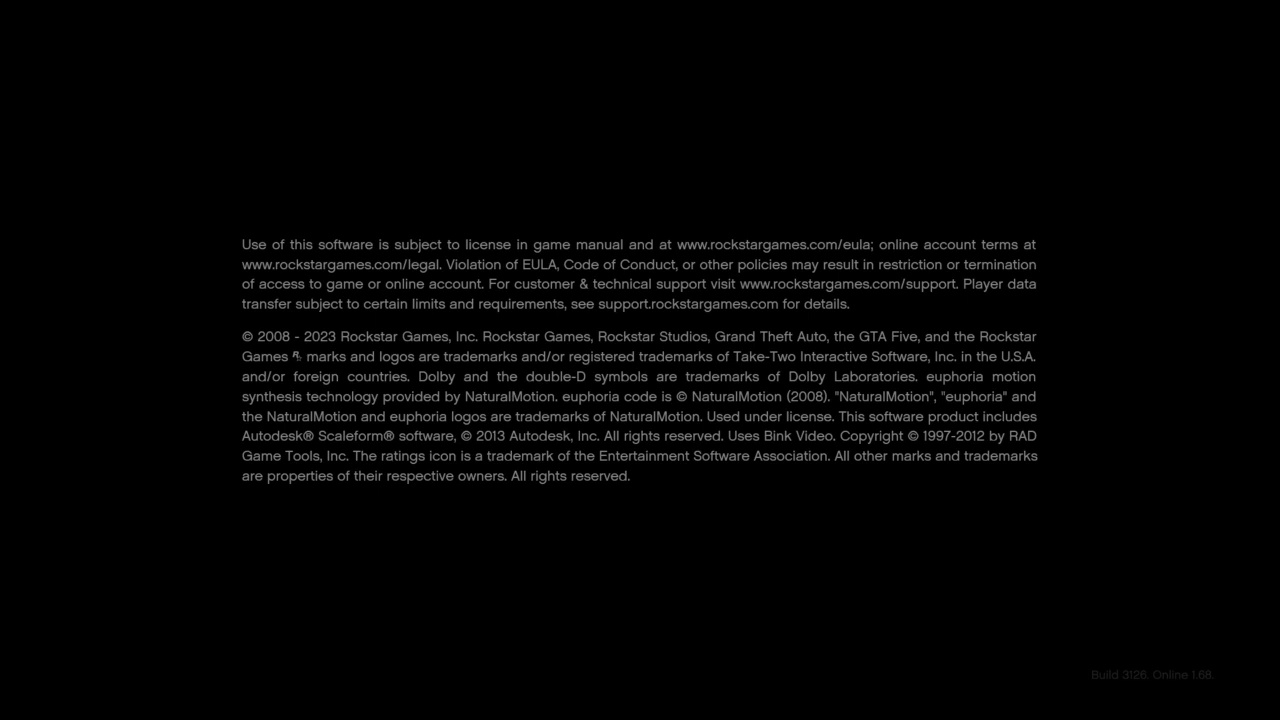 Use of this software is subject to license in game manual and at www.rockstargames.com/eula; online account terms at
www.rockstargames.com/legal. Violation of EULA, Code of Conduct, or other policies may result in restriction or termination
of access to game or online account. For customer & technical support visit www.rockstargames.com/support. Player data
transfer subject to certain limits and requirements, see support.rockstargames.com for details.
© 2008 - 2023 Rockstar Games, Inc. Rockstar Games, Rockstar Studios, Grand Theft Auto, the GTA Five, and the Rockstar
Games R* marks and logos are trademarks and/or registered trademarks of Take-Two Interactive Software, Inc. in the U.S.A.
and/or foreign countries. Dolby and the double-D symbols are trademarks of Dolby Laboratories. euphoria motion
synthesis technology provided by NaturalMotion. euphoria code is © NaturalMotion (2008). "NaturalMotion", "euphoria" and
the NaturalMotion and euphoria logos are trademarks of NaturalMotion. Used under license. This software product includes
Autodesk® Scaleform® software, © 2013 Autodesk, Inc. All rights reserved. Uses Bink Video. Copyright © 1997-2012 by RAD
Game Tools, Inc. The ratings icon is a trademark of the Entertainment Software Association. All other marks and trademarks
are properties of their respective owners. All rights reserved.
Build 3126. Online 1.68.